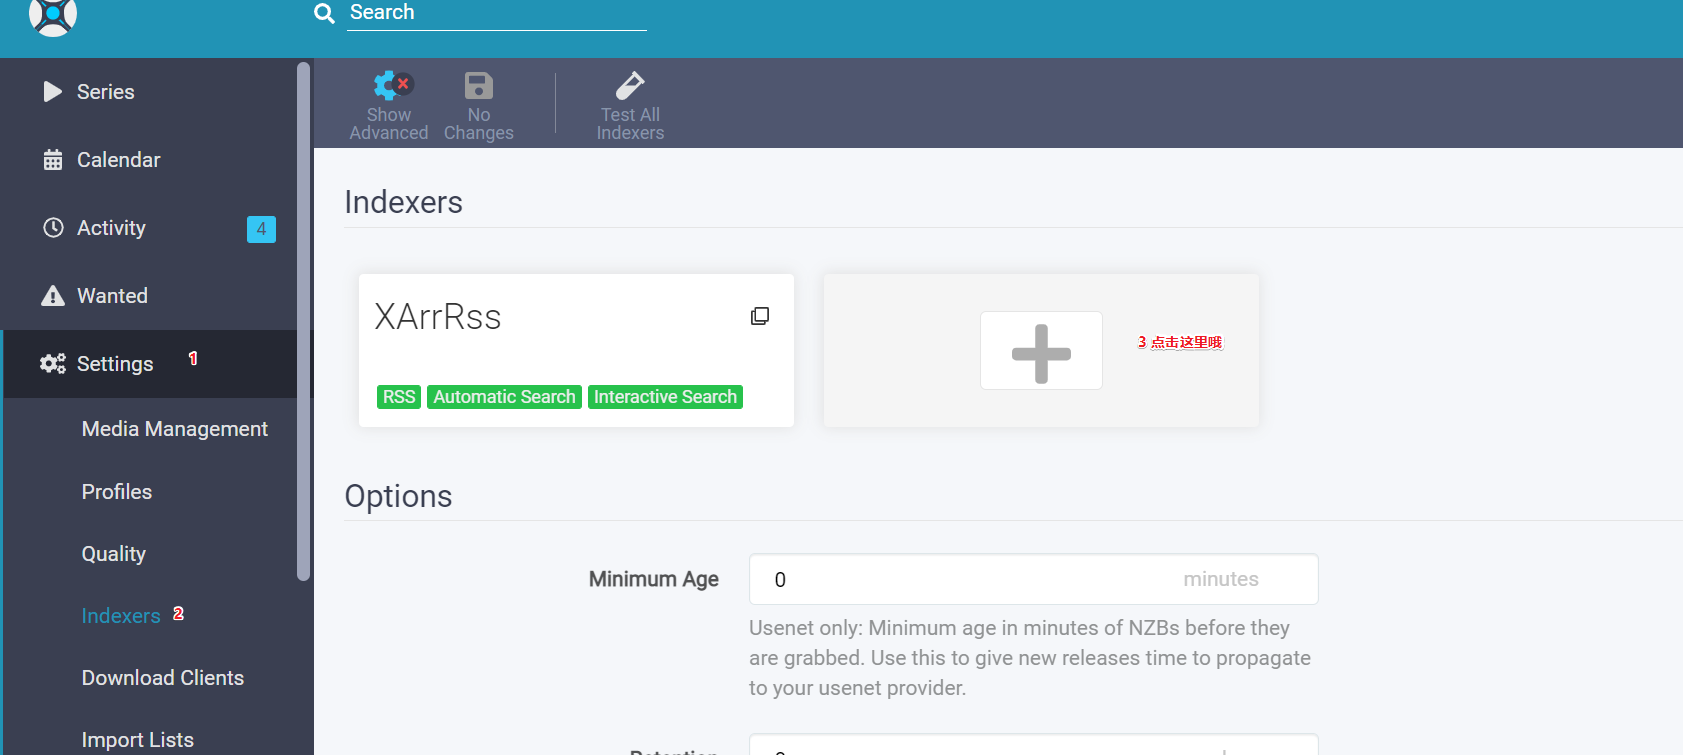 Search
Series
Calendar
Activity
4
Wanted
Settings
1
Media Management
Profiles
Quality
Indexers
2
Download Clients
Import Lists
Show
Advanced
No
Changes
Test All
Indexers
Indexers
XArrRss
RSS Automatic Search Interactive Search
3 点击这里哦
Options
Minimum Age
0 minutes
Usenet only: Minimum age in minutes of NZBs before they
are grabbed. Use this to give new releases time to propagate
to your usenet provider.